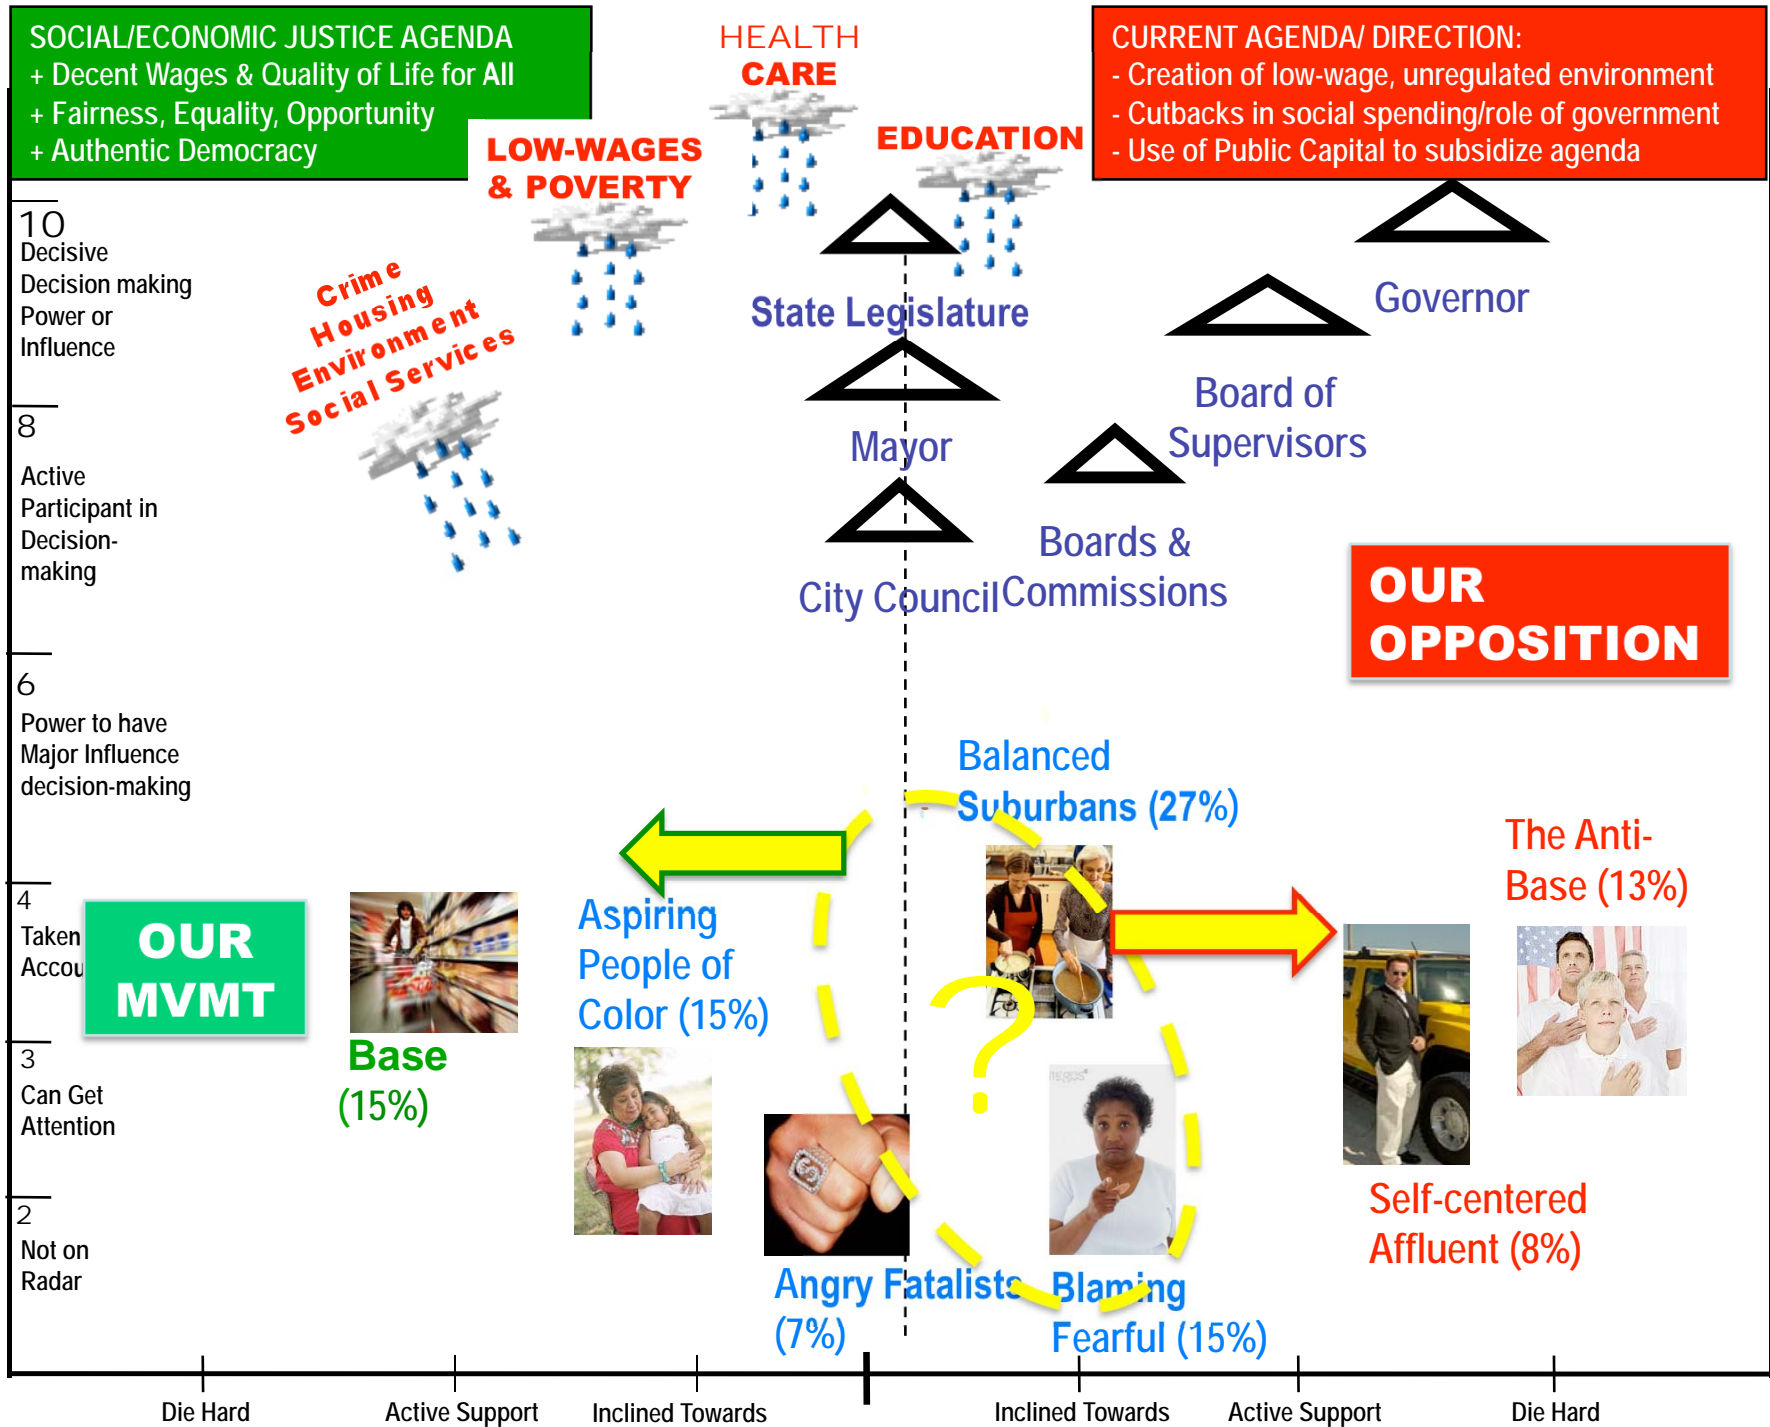 SOCIAL/ECONOMIC JUSTICE AGENDA
+ Decent Wages & Quality of Life for All
+ Fairness, Equality, Opportunity
+ Authentic Democracy
HEALTH
CARE
LOW-WAGES
& POVERTY
EDUCATION
CURRENT AGENDA/ DIRECTION:
- Creation of low-wage, unregulated environment
- Cutbacks in social spending/role of government
- Use of Public Capital to subsidize agenda
Crime
Housing
Environment
Social Services
10
Decisive
Decision making
Power or
Influence
8
Active
Participant in
Decision-
making
6
Power to have
Major Influence
decision-making
4
Taken
Accou
3
Can Get
Attention
2
Not on
Radar
State Legislature
Governor
Mayor
Board of
Supervisors
City Council
Boards &
Commissions
OUR
OPPOSITION
OUR
MVMT
Base
(15%)
Aspiring
People of
Color (15%)
Balanced
Suburbans (27%)
?
Angry Fatalists
(7%)
Blaming
Fearful (15%)
The Anti-
Base (13%)
Self-centered
Affluent (8%)
Die Hard
Active Support
Inclined Towards
Inclined Towards
Active Support
Die Hard